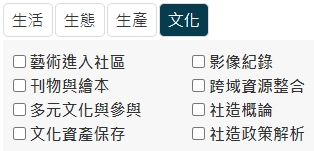 生活 生態 生產 文化
藝術進入社區 影像紀錄
刊物與繪本 跨域資源整合
多元文化與參與 社造概論
文化資產保存 社造政策解析